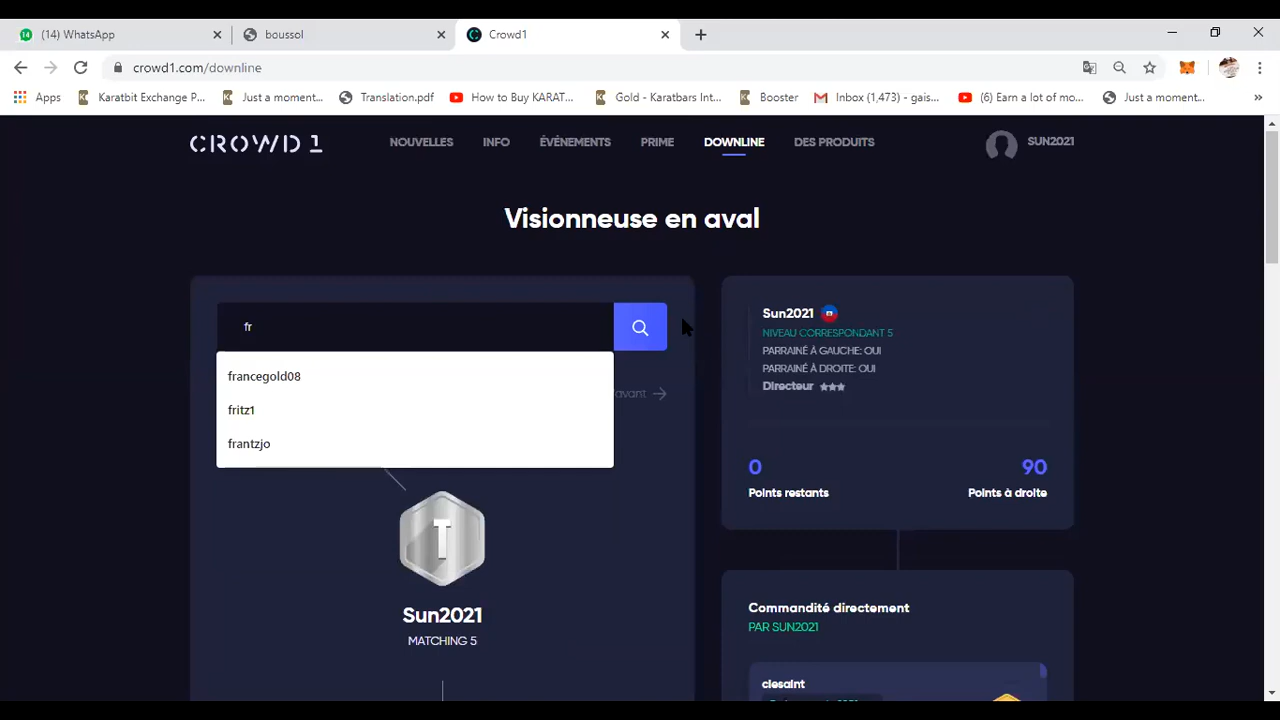 14
(14) WhatsApp
boussol
Crowd1
crowd1.com/downline
Apps
Karatbit Exchange P...
Just a moment...
Translation.pdf
How to Buy KARAT...
Gold - Karatbars Int...
Booster
Inbox (1,473) - gais...
(6) Earn a lot of mo...
Just a moment...
»
CROWD 1
NOUVELLES
INFO
ÉVÉNEMENTS
PRIME
DOWNLINE
DES PRODUITS
SUN2021
Visionneuse en aval
fr
francegold08
fritz1
frantzjo
avant
T
Sun2021
MATCHING 5
Sun2021
NIVEAU CORRESPONDANT 5
PARRAINÉ À GAUCHE: OUI
PARRAINÉ À DROITE: OUI
Directeur
0
90
Points restants
Points à droite
Commandité directement
PAR SUN2021
clesaint